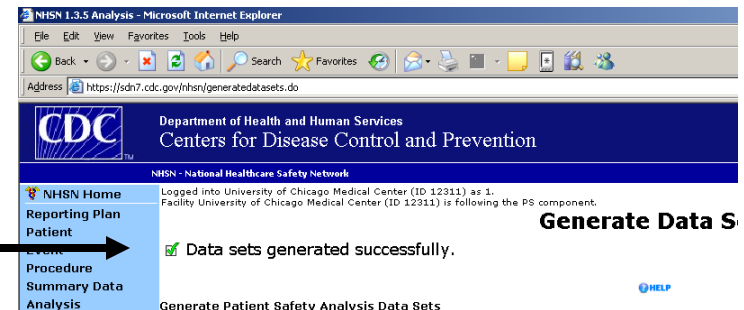 NHSN 1.3.5 Analysis - Microsoft Internet Explorer
File Edit View Favorites Tools Help
Back Search Favorites
Address https://sdn7.cdc.gov/nhsn/generatedatasets.do
CDC TM
Department of Health and Human Services
Centers for Disease Control and Prevention
NHSN - National Healthcare Safety Network
NHSN Home
Reporting Plan
Patient
Event
Procedure
Summary Data
Analysis
Logged into University of Chicago Medical Center (ID 12311) as 1.
Facility University of Chicago Medical Center (ID 12311) is following the PS component.
Generate Data S
Data sets generated successfully.
HELP
Generate Patient Safety Analysis Data Sets